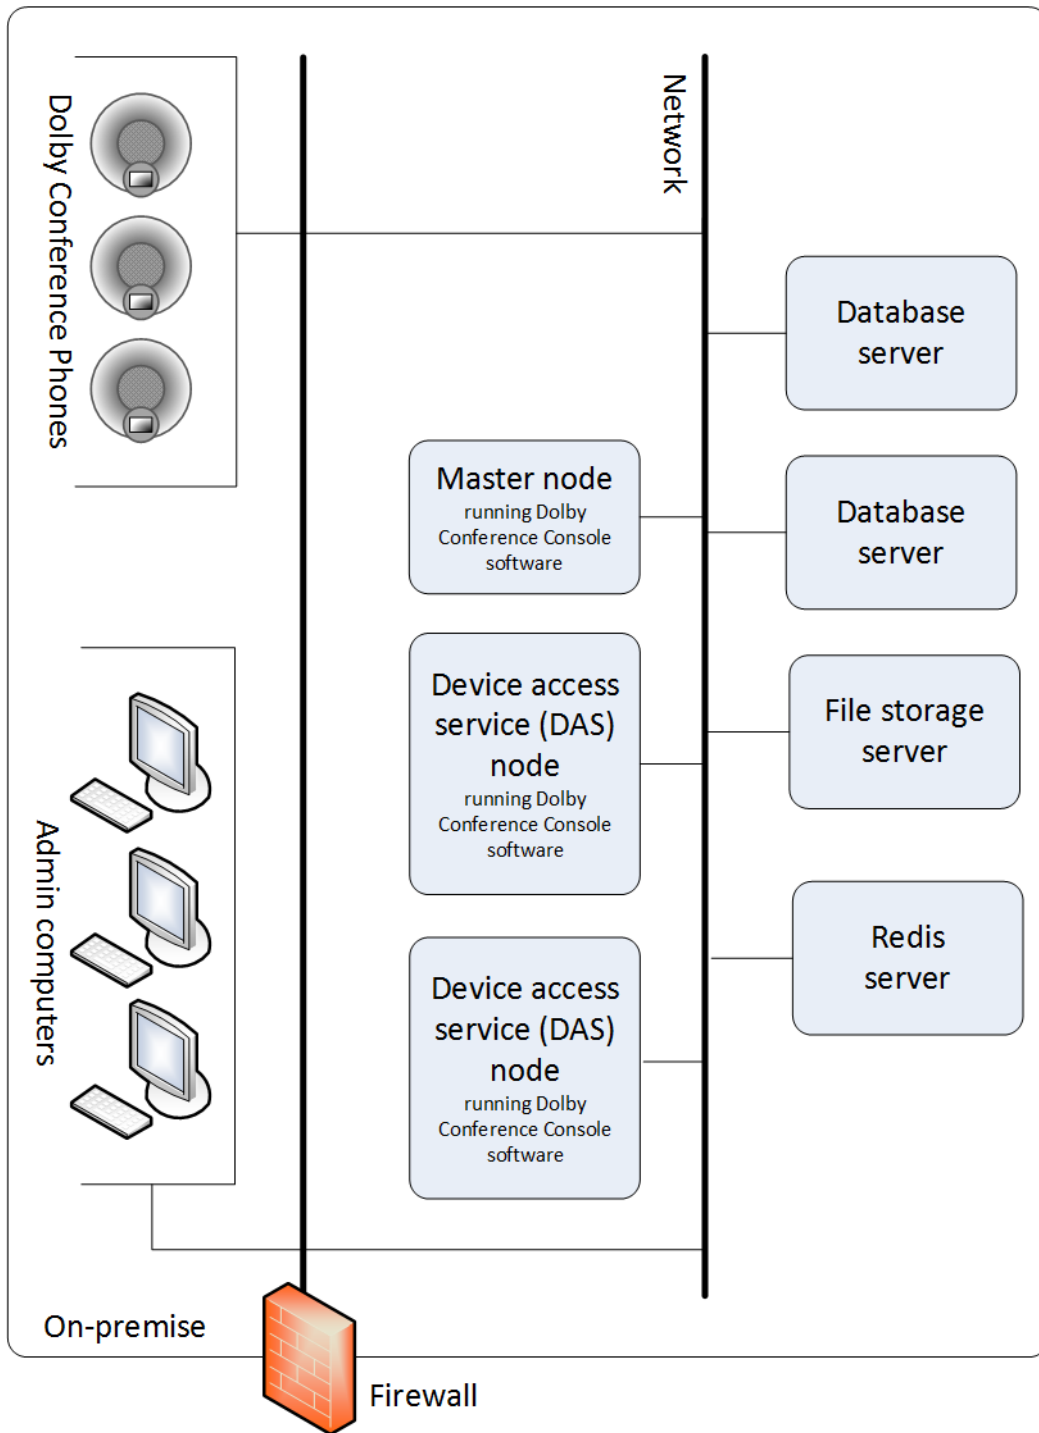 Dolby Conference Phones
Network
Database
server
Master node
running Dolby
Conference Console
software
Database
server
Device access
service (DAS)
node
running Dolby
Conference Console
software
File storage
server
Admin computers
Device access
service (DAS)
node
running Dolby
Conference Console
software
Redis
server
On-premise
Firewall